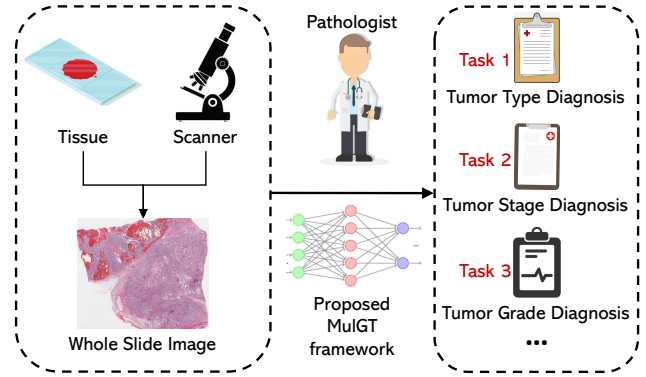 Tissue
Scanner
Whole Slide Image
Pathologist
Proposed
MulGT
framework
Task 1
Tumor Type Diagnosis
Task 2
Tumor Stage Diagnosis
Task 3
Tumor Grade Diagnosis
...